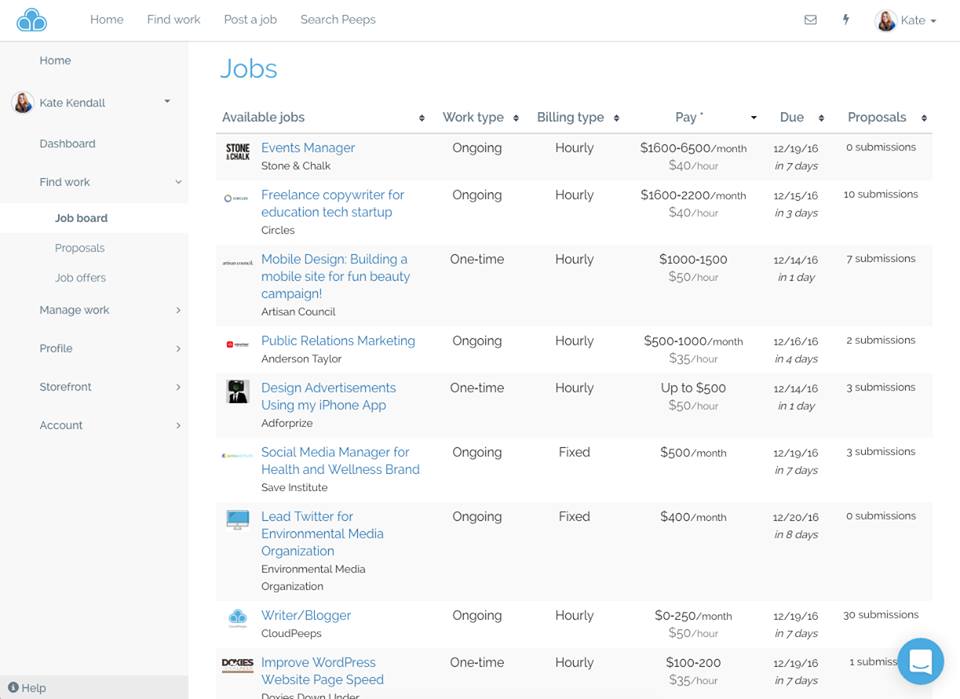 Home Find work Post a job Search Peeps Kate
Home
Kate Kendall
Dashboard
Find work
Job board
Proposals
Job offers
Manage work
Profile
Storefront
Account
Help
Jobs
Available jobs Work type Billing type Pay * Due Proposals
STONE & CHALK Events Manager Ongoing Hourly $1600-6500/month 12/19/16 0 submissions
Stone & Chalk $40/hour in 7 days
Freelance copywriter for Ongoing Hourly $1600-2200/month 12/15/16 10 submissions
education tech startup $40/hour in 3 days
Circles
artisan council Mobile Design: Building a One-time Hourly $1000-1500 12/14/16 7 submissions
mobile site for fun beauty $50/hour in 1 day
campaign!
Artisan Council
Public Relations Marketing Ongoing Hourly $500-1000/month 12/16/16 2 submissions
Anderson Taylor $35/hour in 4 days
Design Advertisements One-time Hourly Up to $500 12/14/16 3 submissions
Using my iPhone App $50/hour in 1 day
Adforprize
Social Media Manager for Ongoing Fixed $500/month 12/19/16 3 submissions
Health and Wellness Brand in 7 days
Save Institute
Lead Twitter for Ongoing Fixed $400/month 12/20/16 0 submissions
Environmental Media in 8 days
Organization
Environmental Media
Organization
Writer/Blogger Ongoing Hourly $0-250/month 12/19/16 30 submissions
CloudPeeps CloudPeeps $50/hour in 7 days
DOXIES Improve WordPress One-time Hourly $100-200 12/19/16 1 submiss
Website Page Speed $35/hour in 7 days
Doxies Down Under